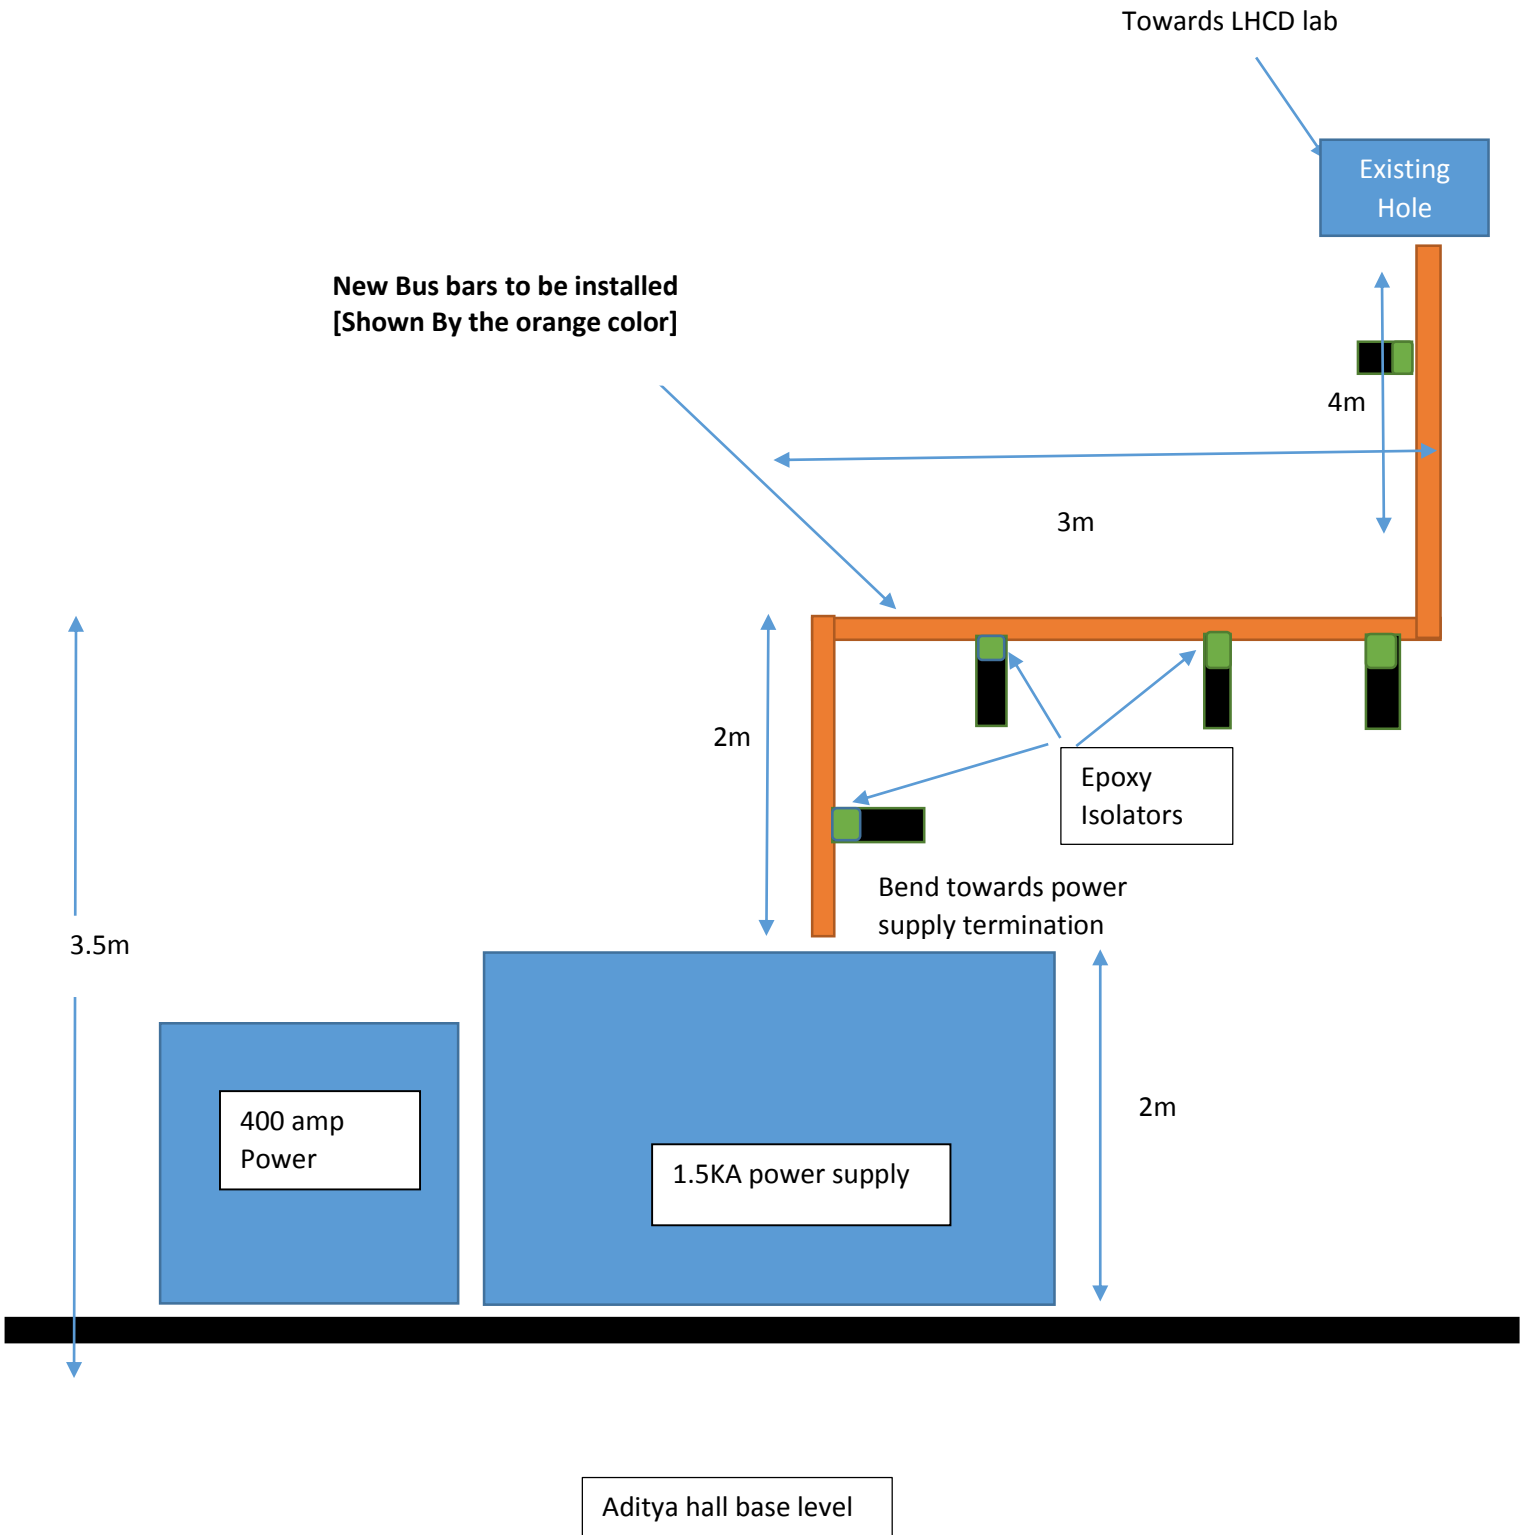 Towards LHCD lab
Existing
Hole
New Bus bars to be installed
[Shown By the orange color]
4m
3m
2m
Epoxy
Isolators
Bend towards power
supply termination
3.5m
400 amp
Power
1.5KA power supply
2m
Aditya hall base level